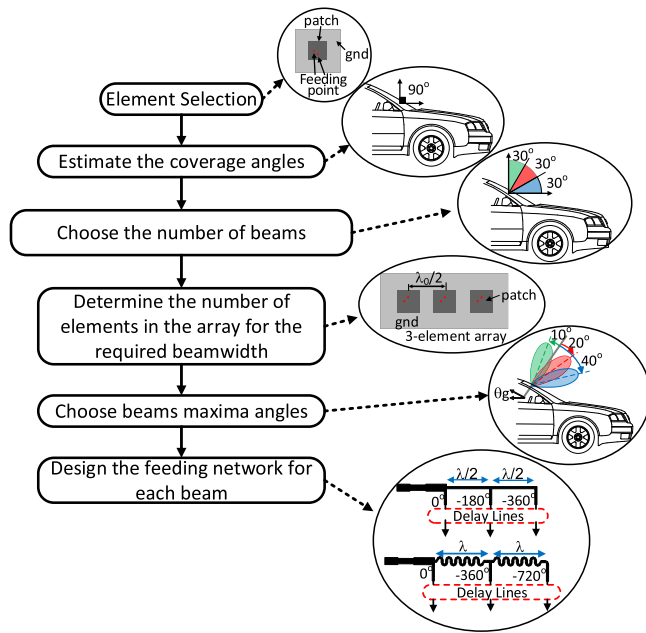 patch
gnd
Feeding
point
Element Selection
90°
Estimate the coverage angles
30°
30°
30°
Choose the number of beams
λ₀/2
patch
gnd
3-element array
Determine the number of
elements in the array for the
required beamwidth
10°
20°
40°
θg
Choose beams maxima angles
Design the feeding network for
each beam
λ/2 λ/2
0° -180° -360°
Delay Lines
λ λ
0° -360° -720°
Delay Lines